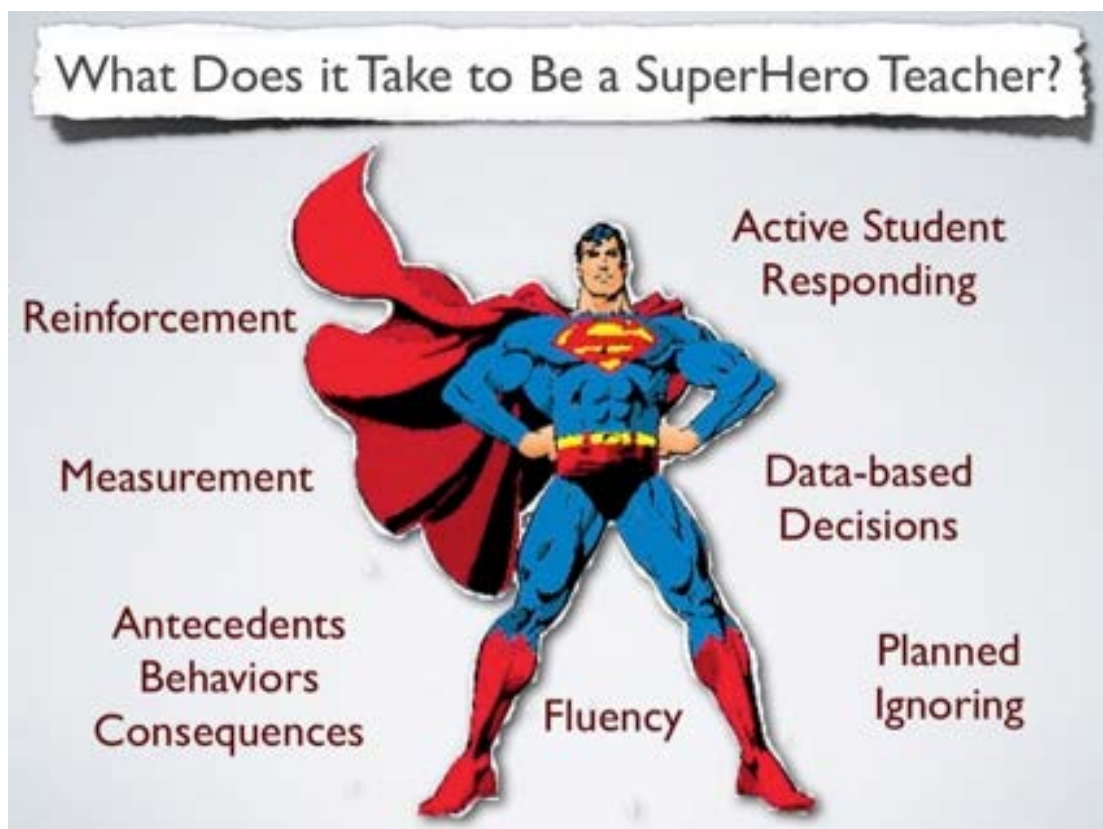 What Does it Take to Be a SuperHero Teacher?
Active Student
Responding
Reinforcement
Measurement
Data-based
Decisions
Antecedents
Behaviors
Consequences
Planned
Ignoring
Fluency
S